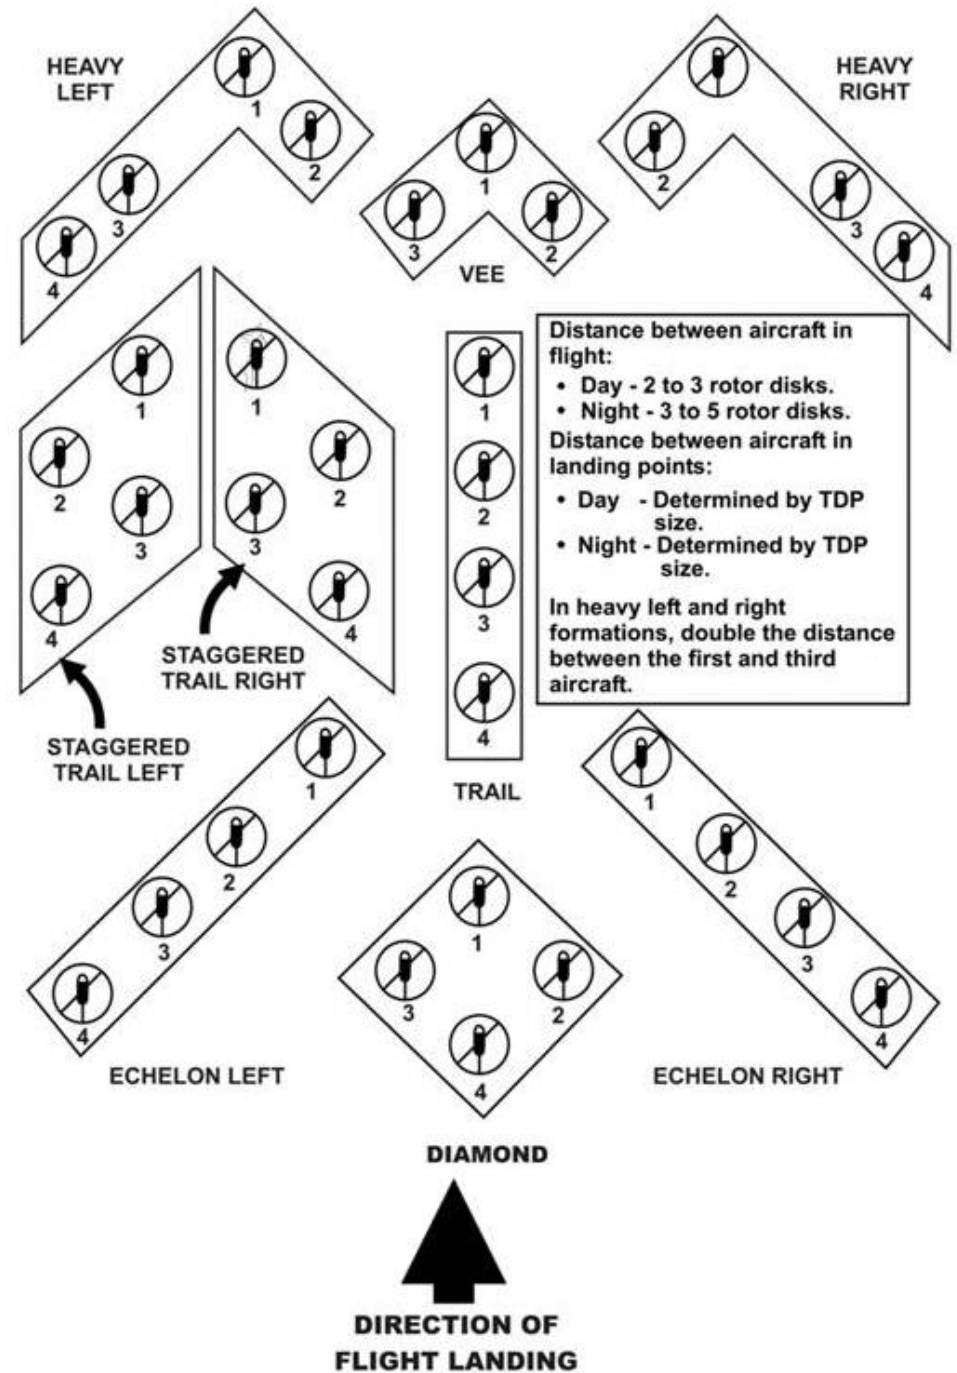 HEAVY
LEFT
1
2
3
4
HEAVY
RIGHT
2
3
4
1
3
2
VEE
1
2
3
4
STAGGERED
TRAIL LEFT
1
2
3
4
STAGGERED
TRAIL RIGHT
1
2
3
4
TRAIL
Distance between aircraft in
flight:
• Day - 2 to 3 rotor disks.
• Night - 3 to 5 rotor disks.
Distance between aircraft in
landing points:
• Day - Determined by TDP
size.
• Night - Determined by TDP
size.
In heavy left and right
formations, double the distance
between the first and third
aircraft.
1
2
3
4
ECHELON LEFT
1
3
2
4
DIAMOND
1
2
3
4
ECHELON RIGHT
DIRECTION OF
FLIGHT LANDING